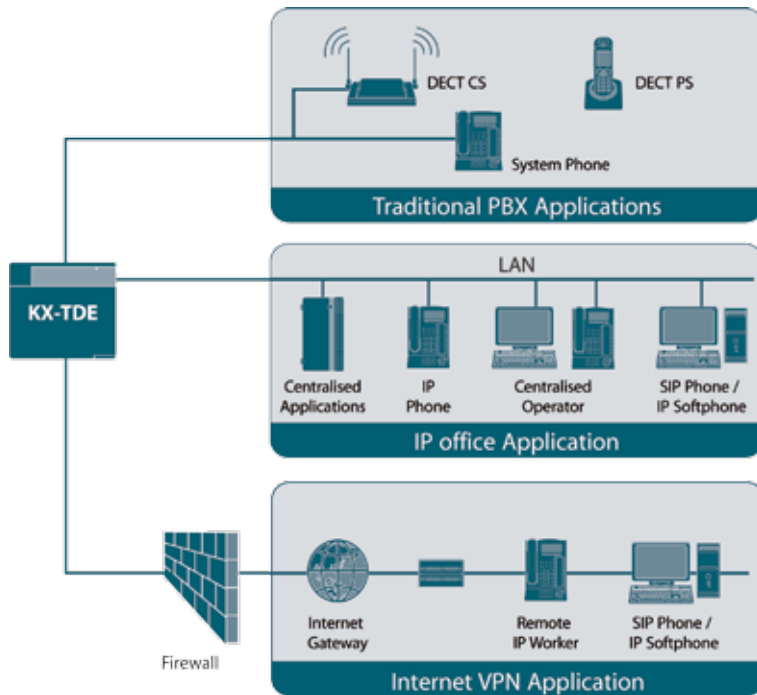 DECT CS
DECT PS
System Phone
Traditional PBX Applications
KX-TDE
LAN
Centralised
Applications
IP
Phone
Centralised
Operator
SIP Phone /
IP Softphone
IP office Application
Firewall
Internet
Gateway
Remote
IP Worker
SIP Phone /
IP Softphone
Internet VPN Application